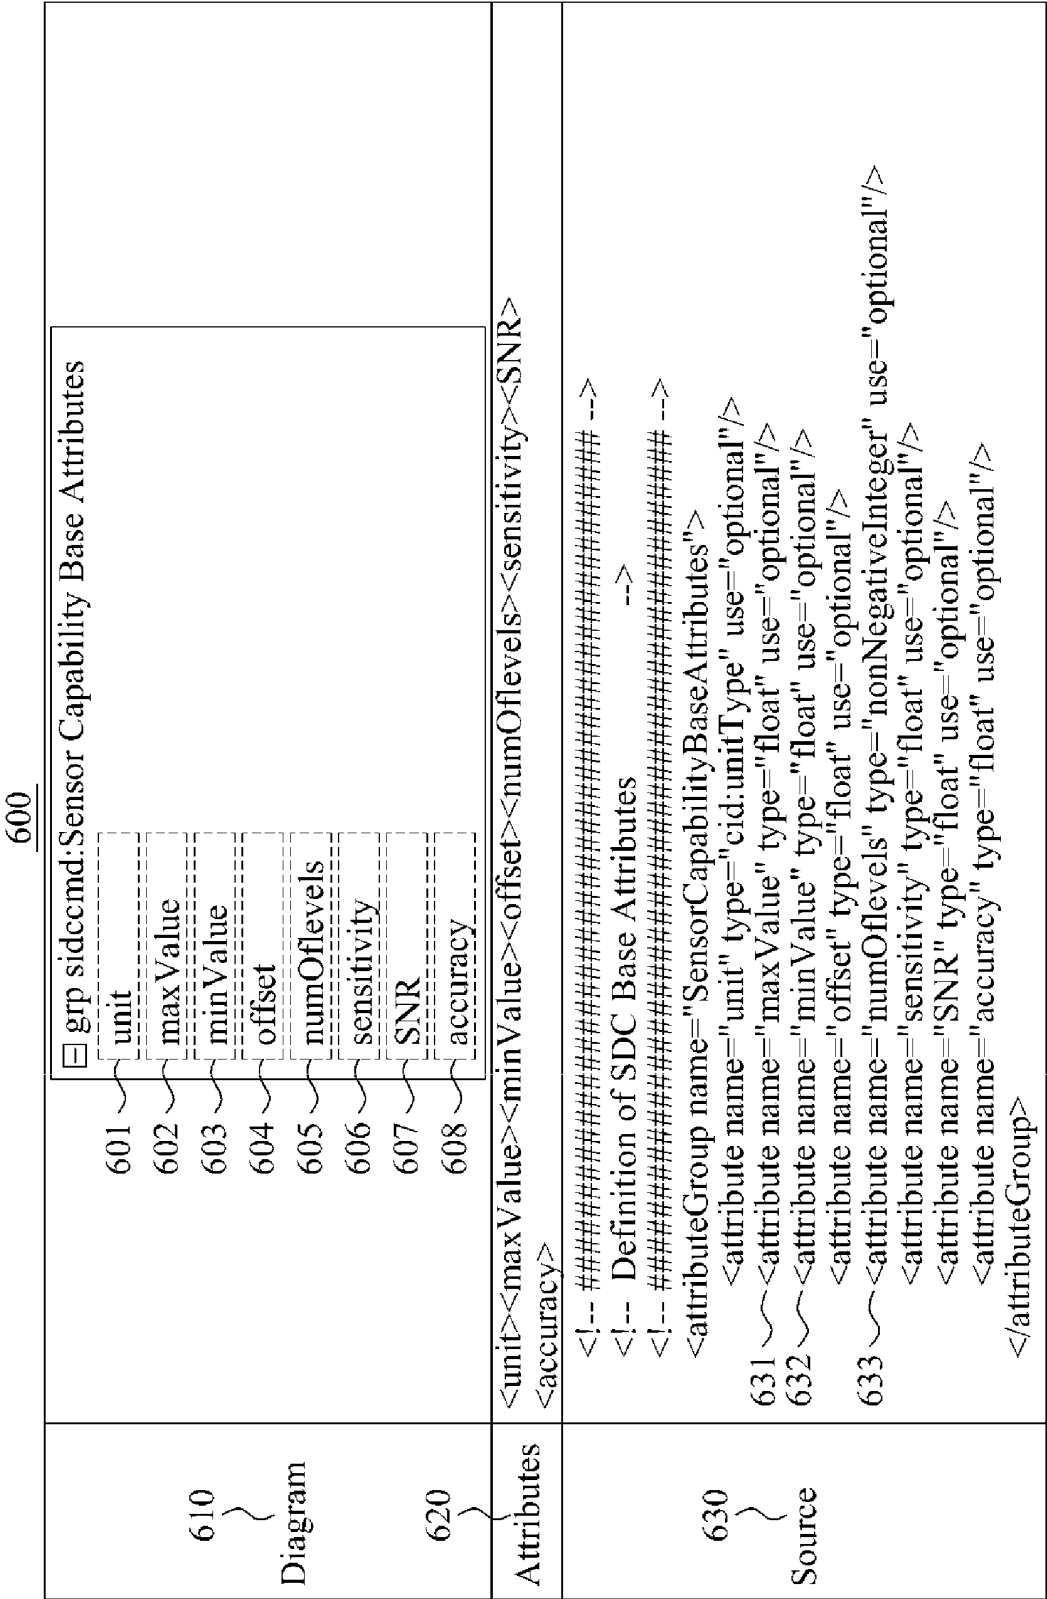 600
610
Diagram
⊟ grp sidccmd:Sensor Capability Base Attributes
601 unit
602 maxValue
603 minValue
604 offset
605 numOflevels
606 sensitivity
607 SNR
608 accuracy
620
Attributes
<unit><maxValue><minValue><offset><numOflevels><sensitivity><SNR>
<accuracy>
630
Source
<!-- ################################ -->
<!-- Definition of SDC Base Attributes -->
<!-- ################################ -->
<attributeGroup name="SensorCapabilityBaseAttributes">
<attribute name="unit" type="cid:unitType" use="optional"/>
631 <attribute name="maxValue" type="float" use="optional"/>
632 <attribute name="minValue" type="float" use="optional"/>
<attribute name="offset" type="float" use="optional"/>
633 <attribute name="numOflevels" type="nonNegativeInteger" use="optional"/>
<attribute name="sensitivity" type="float" use="optional"/>
<attribute name="SNR" type="float" use="optional"/>
<attribute name="accuracy" type="float" use="optional"/>
</attributeGroup>